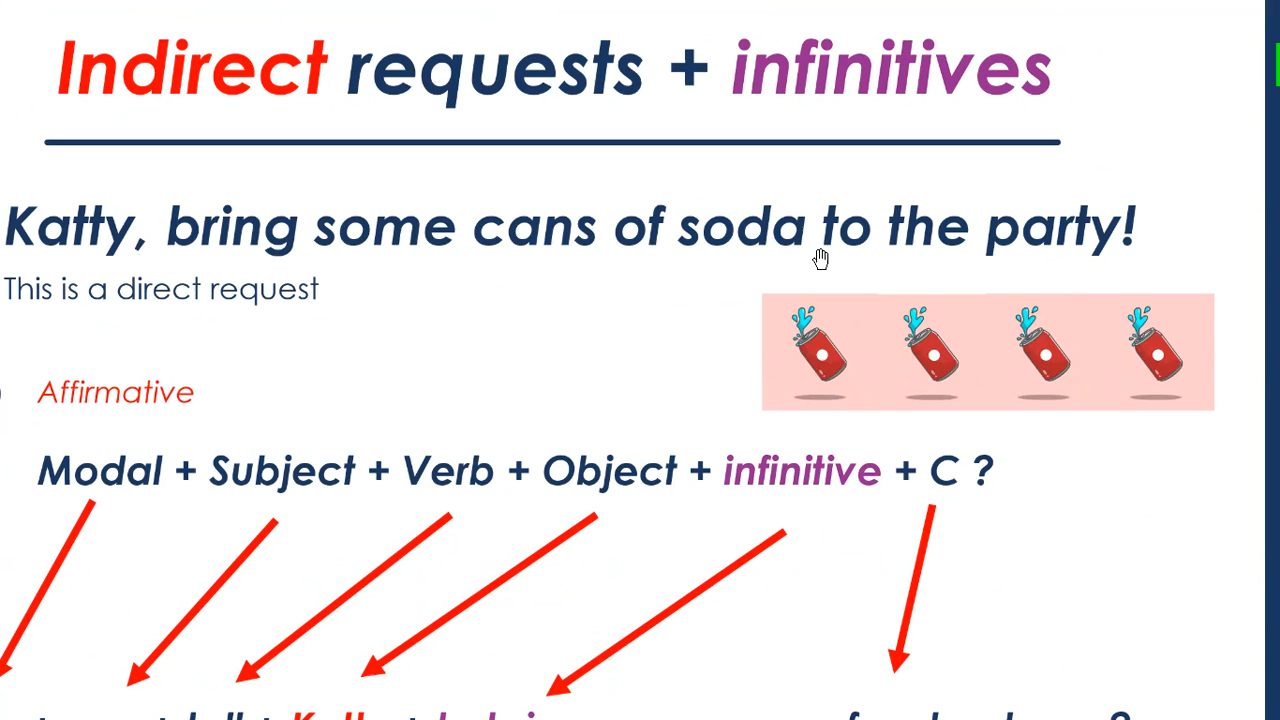 Indirect requests + infinitives
Katty, bring some cans of soda to the party!
This is a direct request
Affirmative
Modal + Subject + Verb + Object + infinitive + C ?